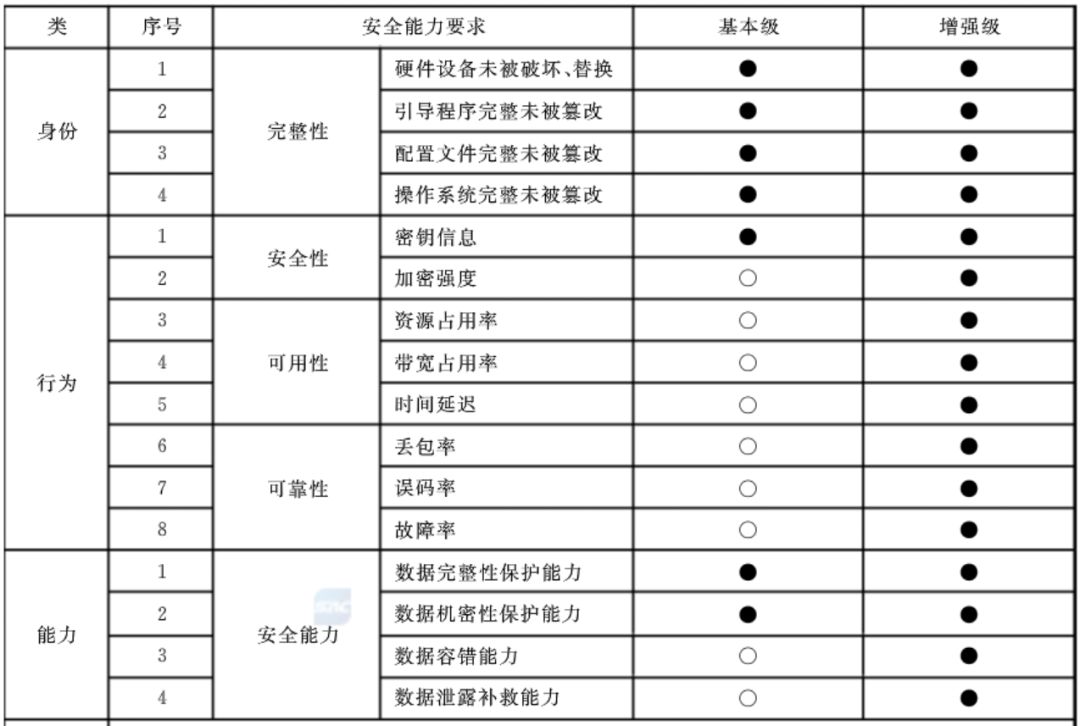 类 序号 安全能力要求 基本级 增强级
身份 1 完整性 硬件设备未被破坏、替换 ● ●
2 引导程序完整未被篡改 ● ●
3 配置文件完整未被篡改 ● ●
4 操作系统完整未被篡改 ● ●
行为 1 安全性 密钥信息 ● ●
2 加密强度 ○ ●
3 可用性 资源占用率 ○ ●
4 带宽占用率 ○ ●
5 时间延迟 ○ ●
6 可靠性 丢包率 ○ ●
7 误码率 ○ ●
8 故障率 ○ ●
能力 1 安全能力 数据完整性保护能力 ● ●
2 数据机密性保护能力 ● ●
3 数据容错能力 ○ ●
4 数据泄露补救能力 ○ ●